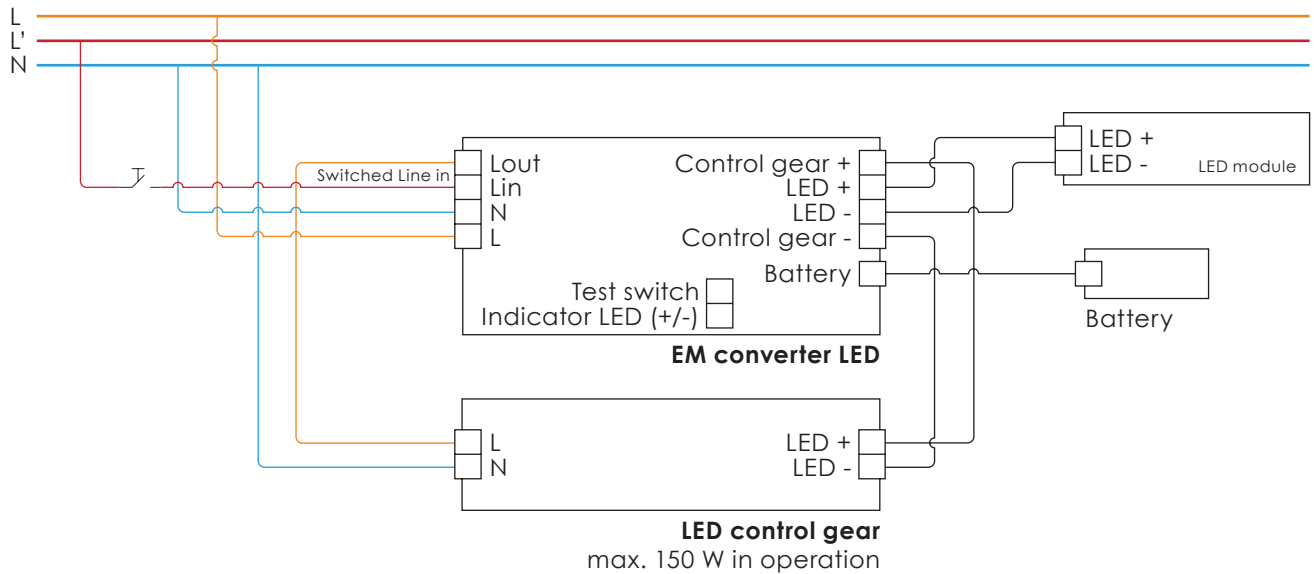 L
L'
N
Switched Line in
Lout
Lin
N
L
Control gear +
LED +
LED -
Control gear -
Battery
Test switch
Indicator LED (+/-)
EM converter LED
LED +
LED -
LED module
Battery
L
N
LED +
LED -
LED control gear
max. 150 W in operation